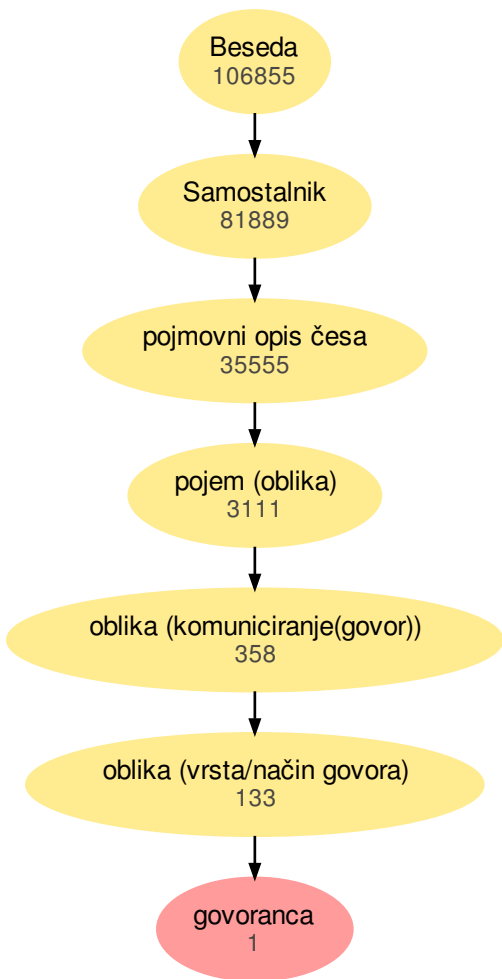 Beseda
106855
Samostalnik
81889
pojmovni opis česa
35555
pojem (oblika)
3111
oblika (komuniciranje(govor))
358
oblika (vrsta/način govora)
133
govoranca
1